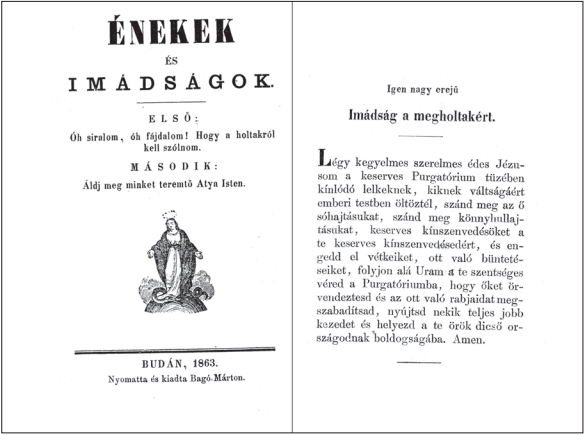 ÉNEKEK
ÉS
IMÁDSÁGOK.
ELSŐ:
Óh siralom, óh fájdalom! Hogy a holtakról
kell szólnom.
MÁSODIK:
Áldj meg minket teremtő Atya Isten.
BUDÁN, 1863.
Nyomatta és kiadta Bagó Márton.
Igen nagy erejű
Imádság a megholtakért.
Légy kegyelmes szerelmes édes Jézu-
som a keserves Purgatórium tüzében
kínlódó lelkeknek, kiknek váltságáért
emberi testben öltöztél, szánd meg az ő
sóhajtásukat, szánd meg könnyhullaj-
tásukat, keserves kínszenvedésöket a
te keserves kínszenvedésedért, és en-
gedd el vétkeiket, ott való bünteté-
seiket, folyjon alá Uram a te szentséges
véred a Purgatóriumba, hogy őket ör-
vendeztesd és az ott való rabjaidat meg-
szabadítsad, nyújtsd nekik teljes jobb
kezedet és helyezd a te örök dicső or-
szágodnak boldogságába. Amen.